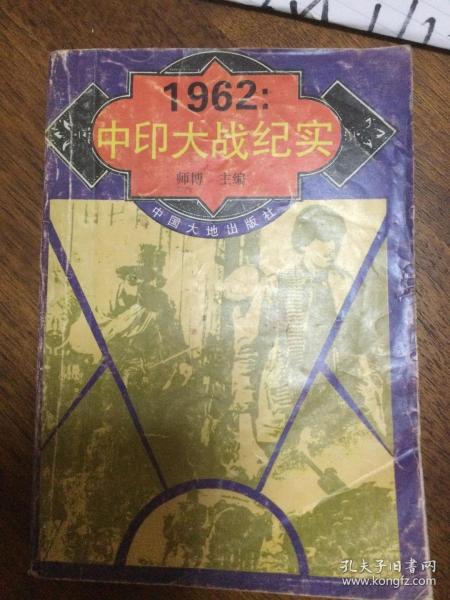 1962:
中印大战纪实
师博 主编
中国大地出版社
孔夫子旧书网
www.kongfz.com